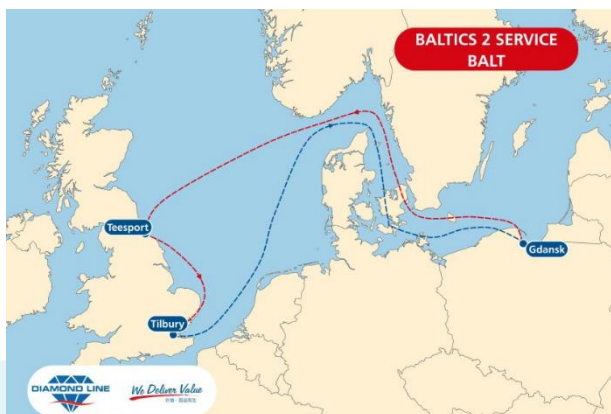 BALTICS 2 SERVICE
BALT
Teesport
Gdansk
Tilbury
DIAMOND LINE
We Deliver Value